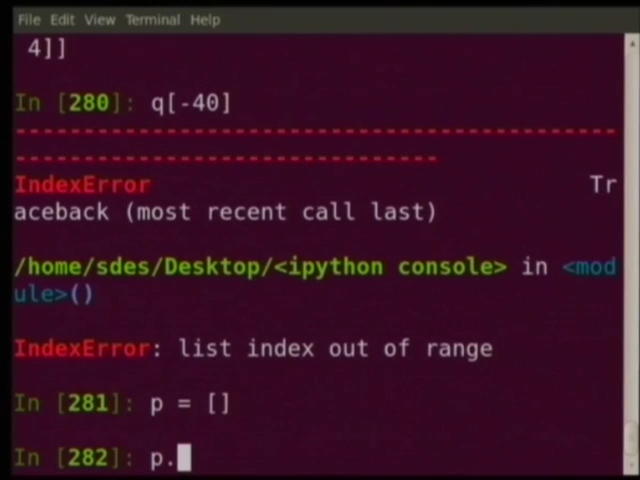 File Edit View Terminal Help
4]]
In [280]: q[-40]
------------------------------------------
-----------------------------
IndexError Tr
aceback (most recent call last)
/home/sdes/Desktop/<ipython console> in <mod
ule>()
IndexError: list index out of range
In [281]: p = []
In [282]: p.